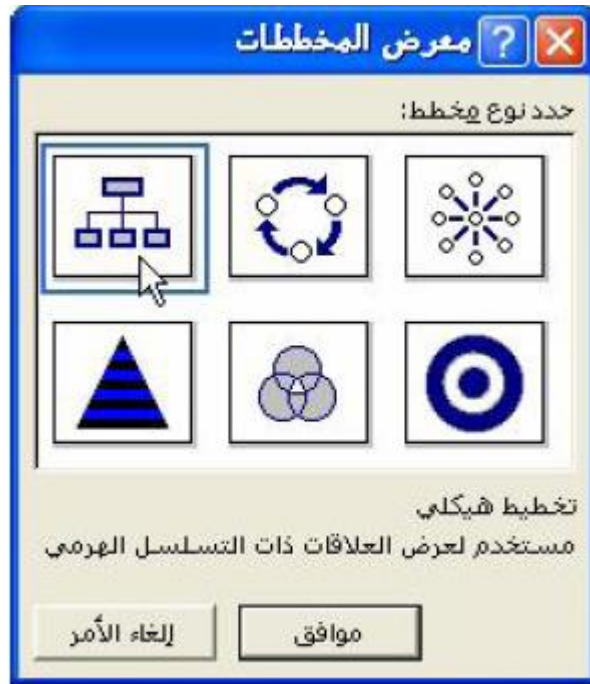 معرض المخططات
حدد نوع مخطط:
تخطيط هيكلي
مستخدم لعرض العلاقات ذات التسلسل الهرمي
موافق
إلغاء الأمر